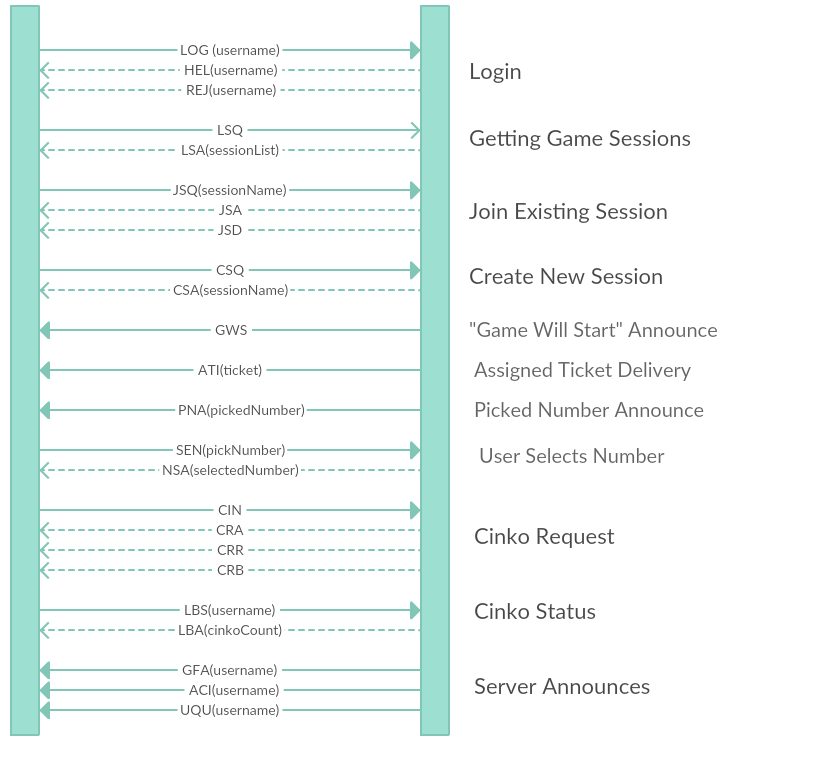 LOG (username)
HEL(username)
REJ(username)
Login
LSQ
LSA(sessionList)
Getting Game Sessions
JSQ(sessionName)
JSA
JSD
Join Existing Session
CSQ
CSA(sessionName)
Create New Session
GWS
"Game Will Start" Announce
ATI(ticket)
Assigned Ticket Delivery
PNA(pickedNumber)
Picked Number Announce
SEN(pickNumber)
NSA(selectedNumber)
User Selects Number
CIN
CRA
CRR
CRB
Cinko Request
LBS(username)
LBA(cinkoCount)
Cinko Status
GFA(username)
ACI(username)
UQU(username)
Server Announces